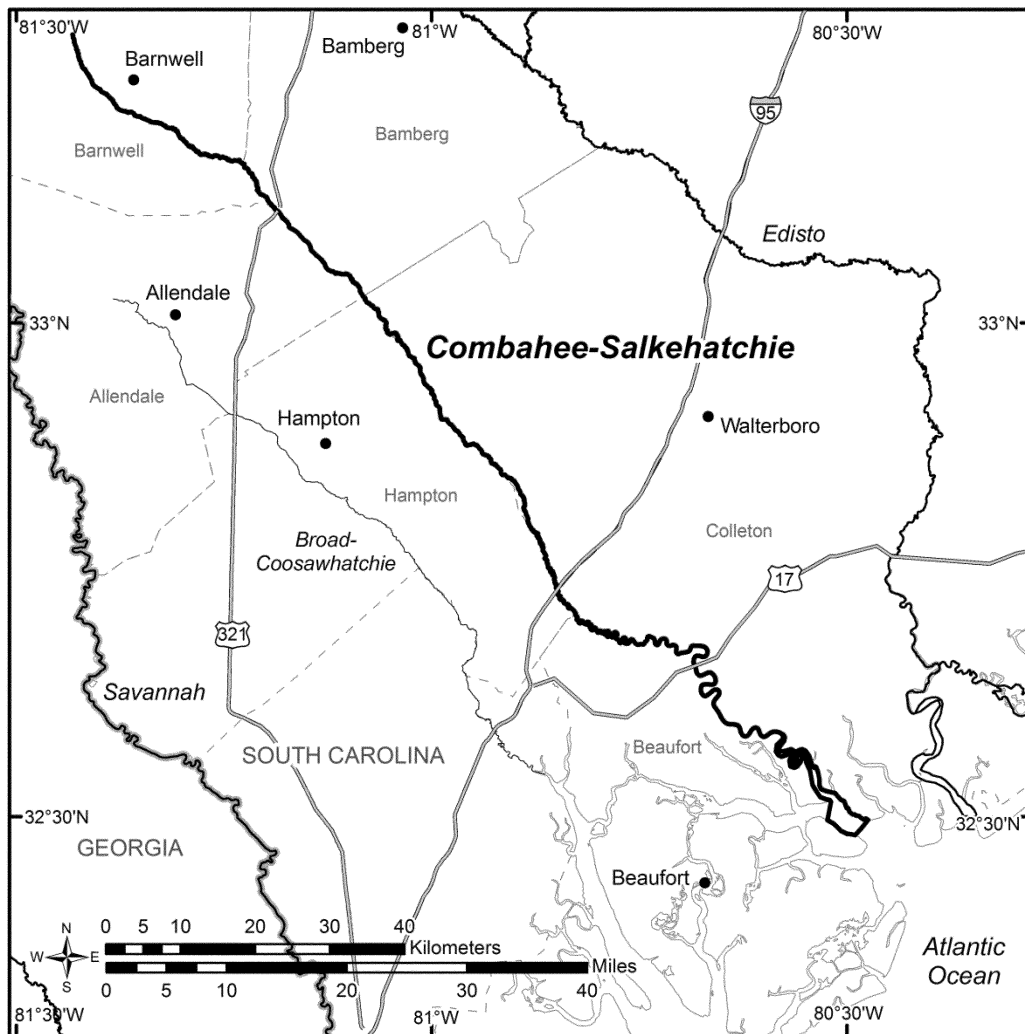 81°30'W
81°W
80°30'W
Barnwell
Bamberg
95
Barnwell
Bamberg
Edisto
Allendale
33°N
33°N
Combahee-Salkehatchie
Allendale
Hampton
Walterboro
Hampton
Colleton
Broad-
Coosawhatchie
17
321
Savannah
SOUTH CAROLINA
Beaufort
32°30'N
32°30'N
GEORGIA
Beaufort
N
W E
S
0 5 10 20 30 40
Kilometers
Miles
0 5 10 20 30 40
Atlantic
Ocean
81°30'W
81°W
80°30'W